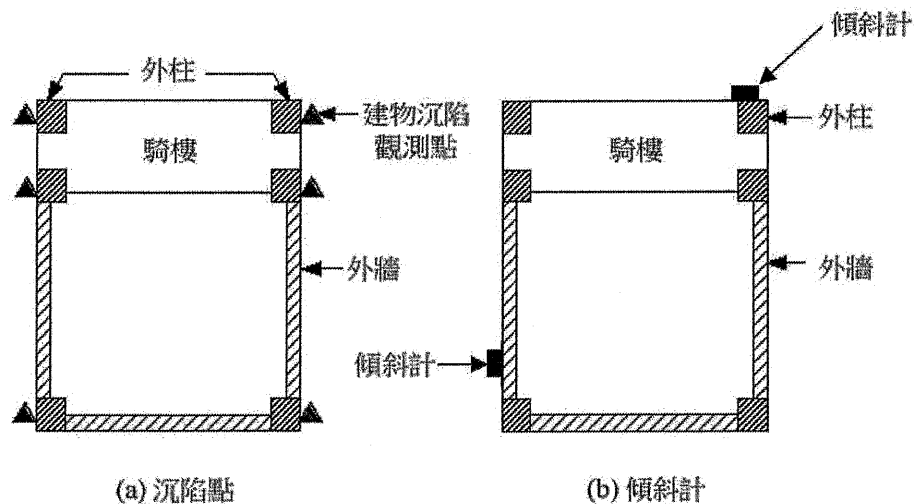 外柱
建物沉陷
觀測點
騎樓
外牆
(a) 沉陷點
傾斜計
外柱
騎樓
外牆
傾斜計
(b) 傾斜計